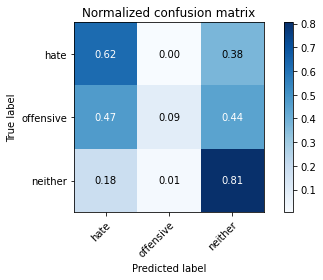 Normalized confusion matrix
True label
hate 0.62 0.00 0.38
offensive 0.47 0.09 0.44
neither 0.18 0.01 0.81
hate offensive neither
Predicted label
0.8
0.7
0.6
0.5
0.4
0.3
0.2
0.1